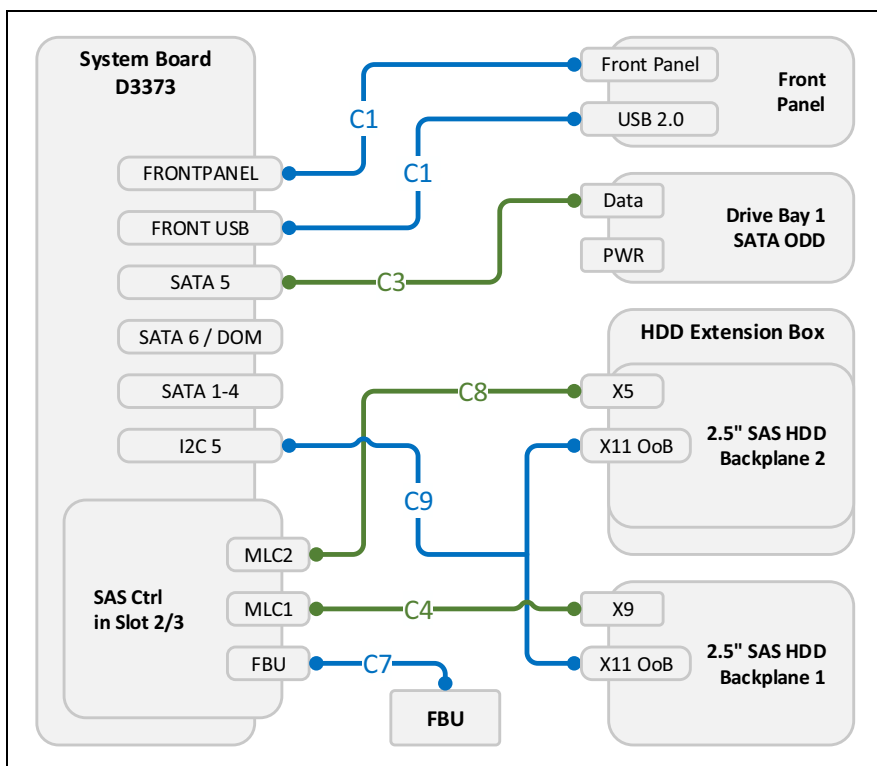 System Board
D3373
FRONTPANEL
FRONT USB
SATA 5
SATA 6 / DOM
SATA 1-4
I2C 5
SAS Ctrl
in Slot 2/3
MLC2
MLC1
FBU
C1
C1
C3
C8
C9
C4
C7
FBU
Front Panel
USB 2.0
Front
Panel
Data
PWR
Drive Bay 1
SATA ODD
HDD Extension Box
X5
X11 OoB
2.5" SAS HDD
Backplane 2
X9
X11 OoB
2.5" SAS HDD
Backplane 1